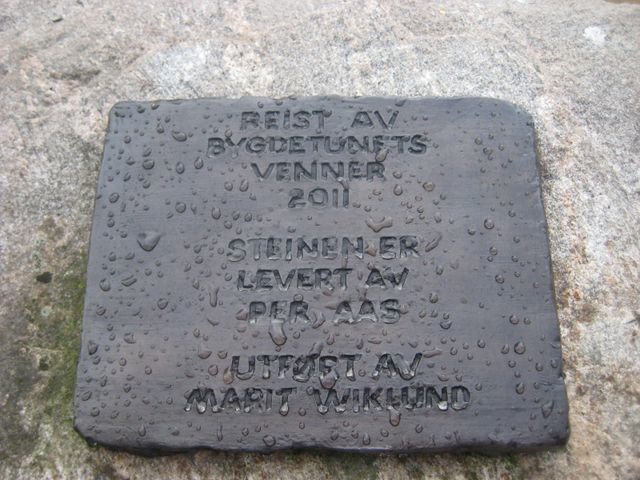 REIST AV
BYGDETUNETS
VENNER
2011
STEINEN ER
LEVERT AV
PER AAS
UTFØRT AV
MARIT WIKLUND